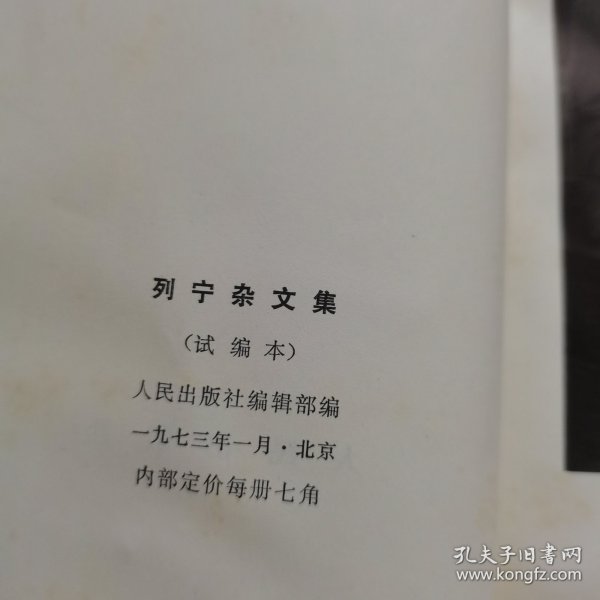 列宁杂文集
（试编本）
人民出版社编辑部编
一九七三年一月·北京
内部定价每册七角
孔夫子旧书网
www.kongfz.com